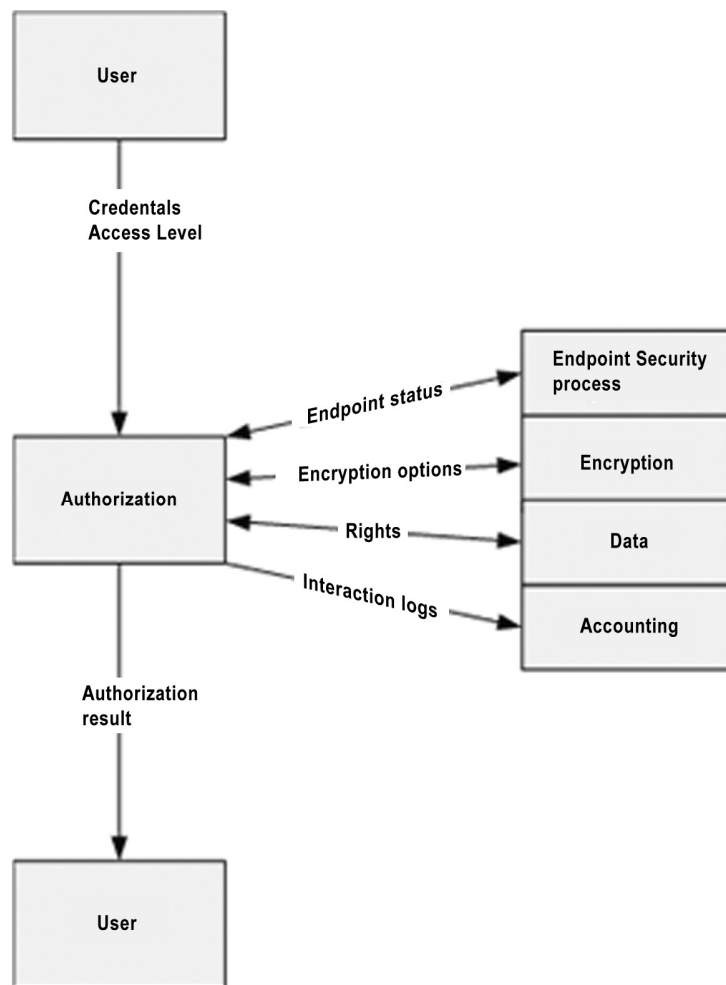 User
Credentals
Access Level
Endpoint Security
process
Endpoint status
Encryption options
Encryption
Authorization
Rights
Data
Interaction logs
Accounting
Authorization
result
User